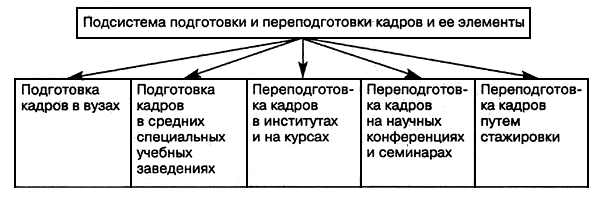 Подсистема подготовки и переподготовки кадров и ее элементы
Подготовка
кадров в вузах
Подготовка
кадров
в средних
специальных
учебных
заведениях
Переподготов-
ка кадров
в институтах
и на курсах
Переподготов-
ка кадров
на научных
конференциях
и семинарах
Переподготов-
ка кадров
путем
стажировки